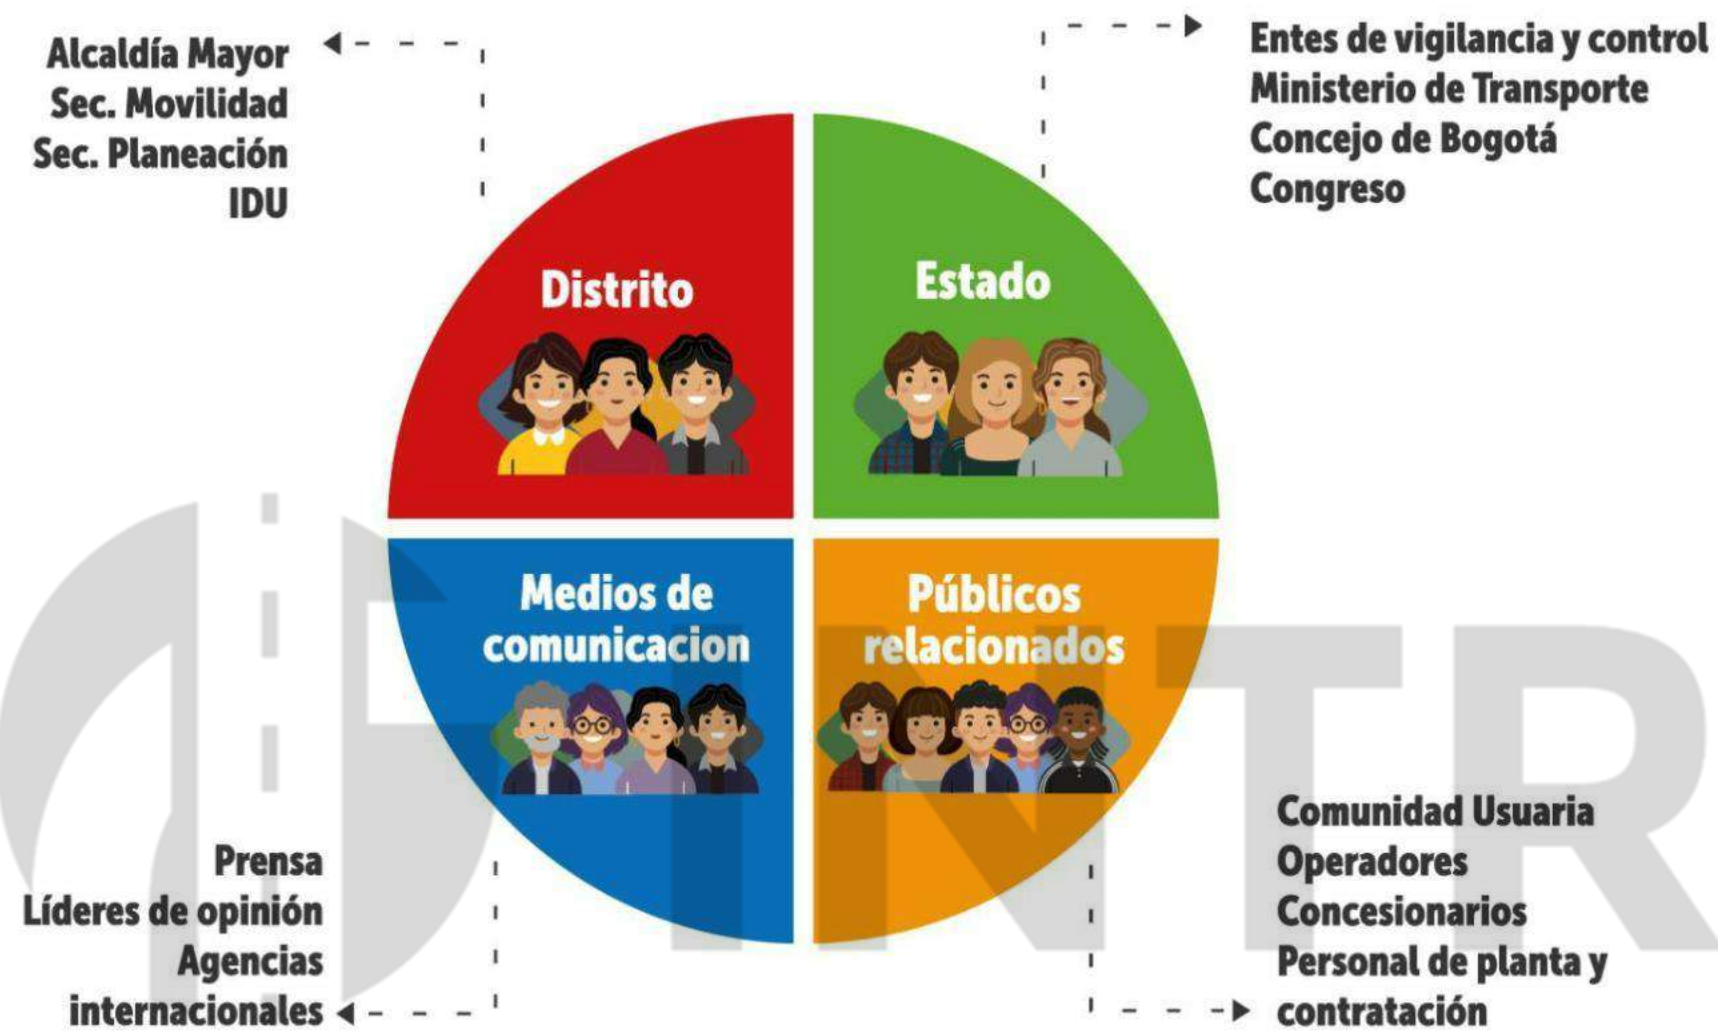 Alcaldía Mayor
Sec. Movilidad
Sec. Planeación
IDU
Entes de vigilancia y control
Ministerio de Transporte
Concejo de Bogotá
Congreso
Distrito
Estado
Medios de
comunicacion
Públicos
relacionados
Prensa
Líderes de opinión
Agencias
internacionales
Comunidad Usuaria
Operadores
Concesionarios
Personal de planta y
contratación
INTR